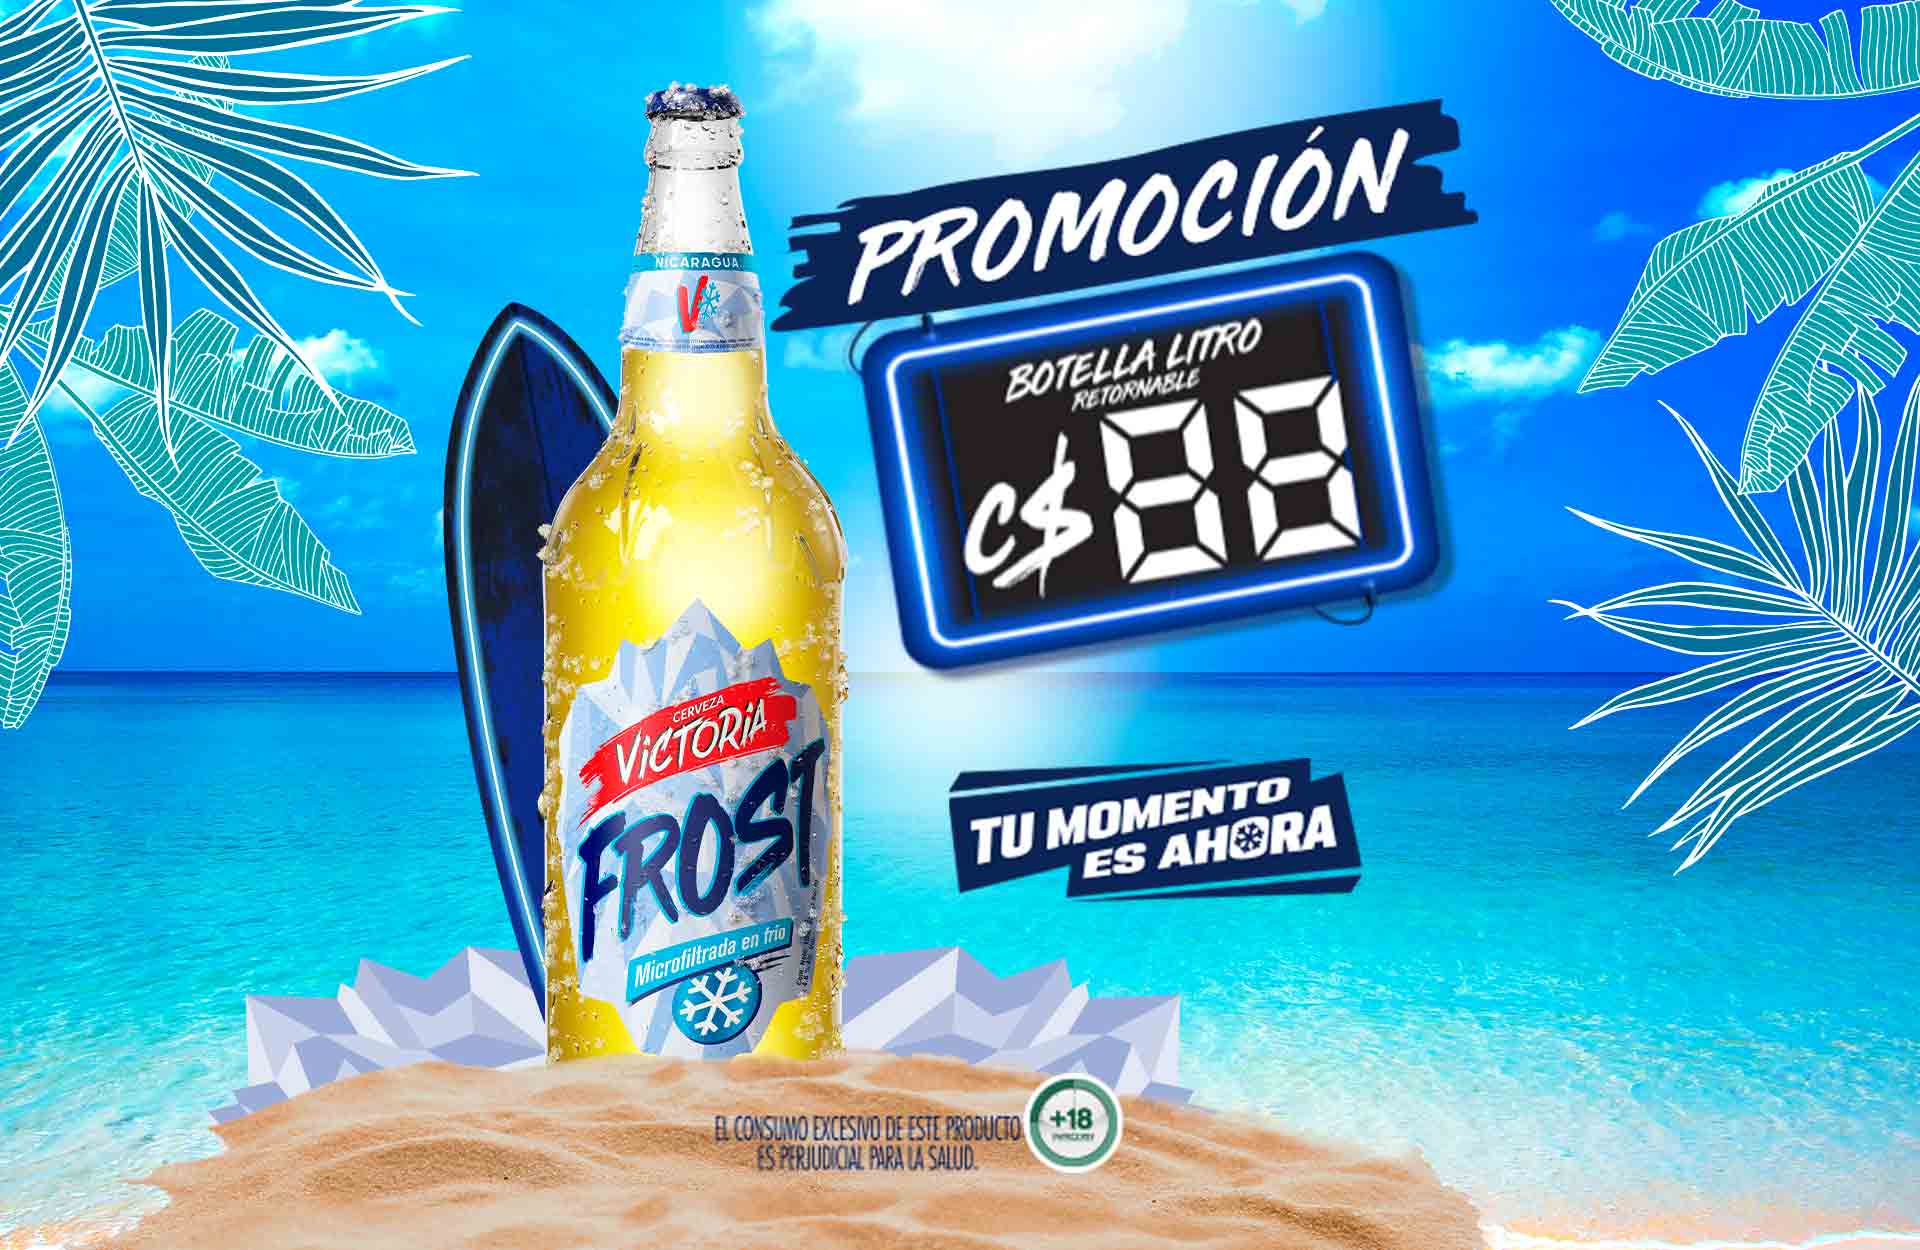 PROMOCIÓN
BOTELLA LITRO
RETORNABLE
C$88
NICARAGUA
V
CERVEZA
VICTORIA
FROST
Microfiltrada en frío
TU MOMENTO
ES AHORA
EL CONSUMO EXCESIVO DE ESTE PRODUCTO
ES PERJUDICIAL PARA LA SALUD.
+18